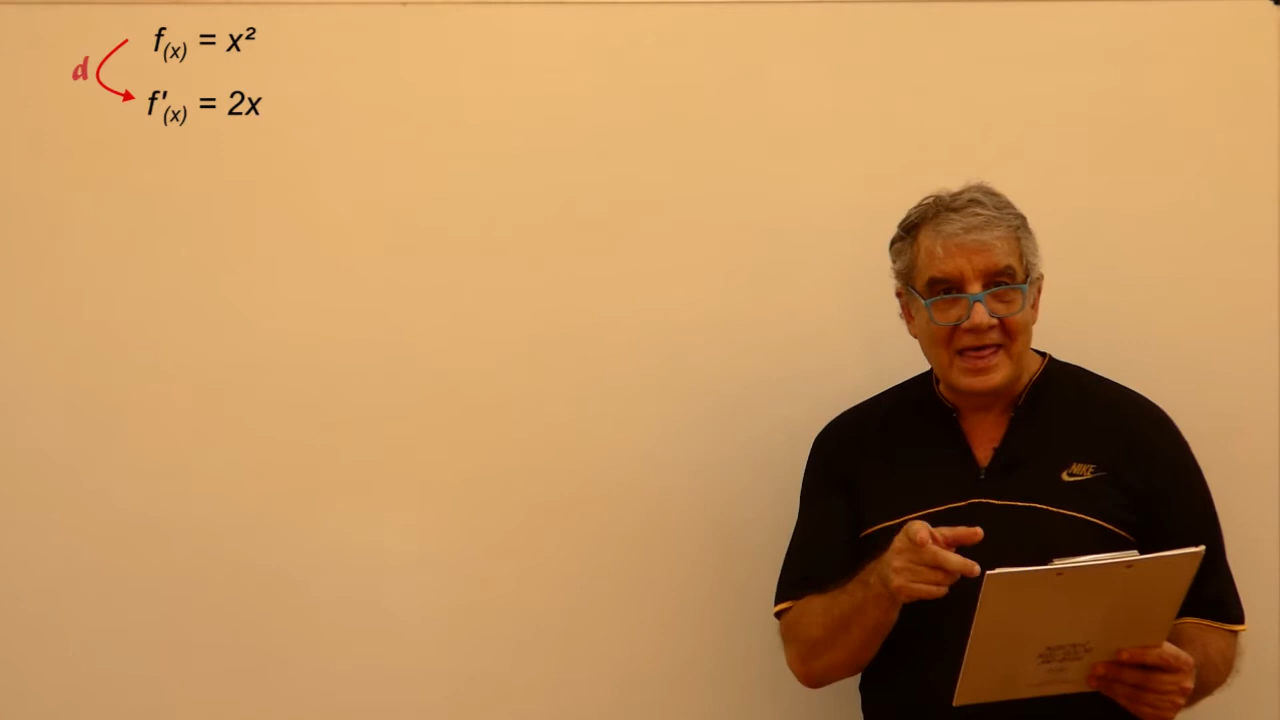 f(x) = x²
d
f'(x) = 2x
NIKE